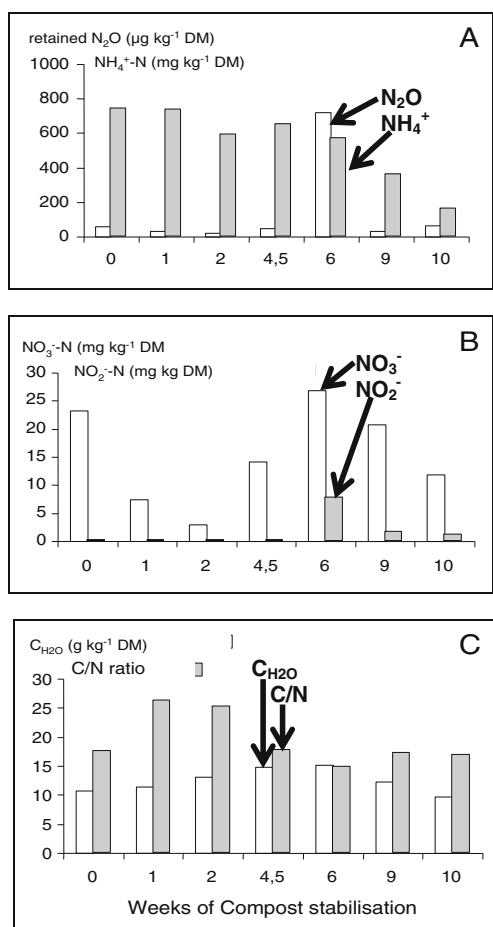 retained N₂O (µg kg⁻¹ DM)
A
NH₄⁺-N (mg kg⁻¹ DM)
1000
800
600
400
200
0
N₂O
NH₄⁺
0 1 2 4,5 6 9 10
B
NO₃⁻-N (mg kg⁻¹ DM
NO₂⁻-N (mg kg DM)
30
25
20
15
10
5
0
NO₃⁻
NO₂⁻
0 1 2 4,5 6 9 10
C_H2O (g kg⁻¹ DM)
C
C/N ratio
30
25
20
15
10
5
0
C_H2O
C/N
0 1 2 4,5 6 9 10
Weeks of Compost stabilisation